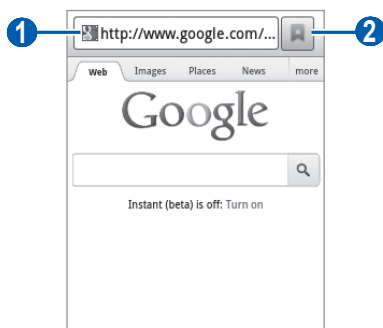 1 http://www.google.com/... 2
Web Images Places News more
Google
Instant (beta) is off: Turn on